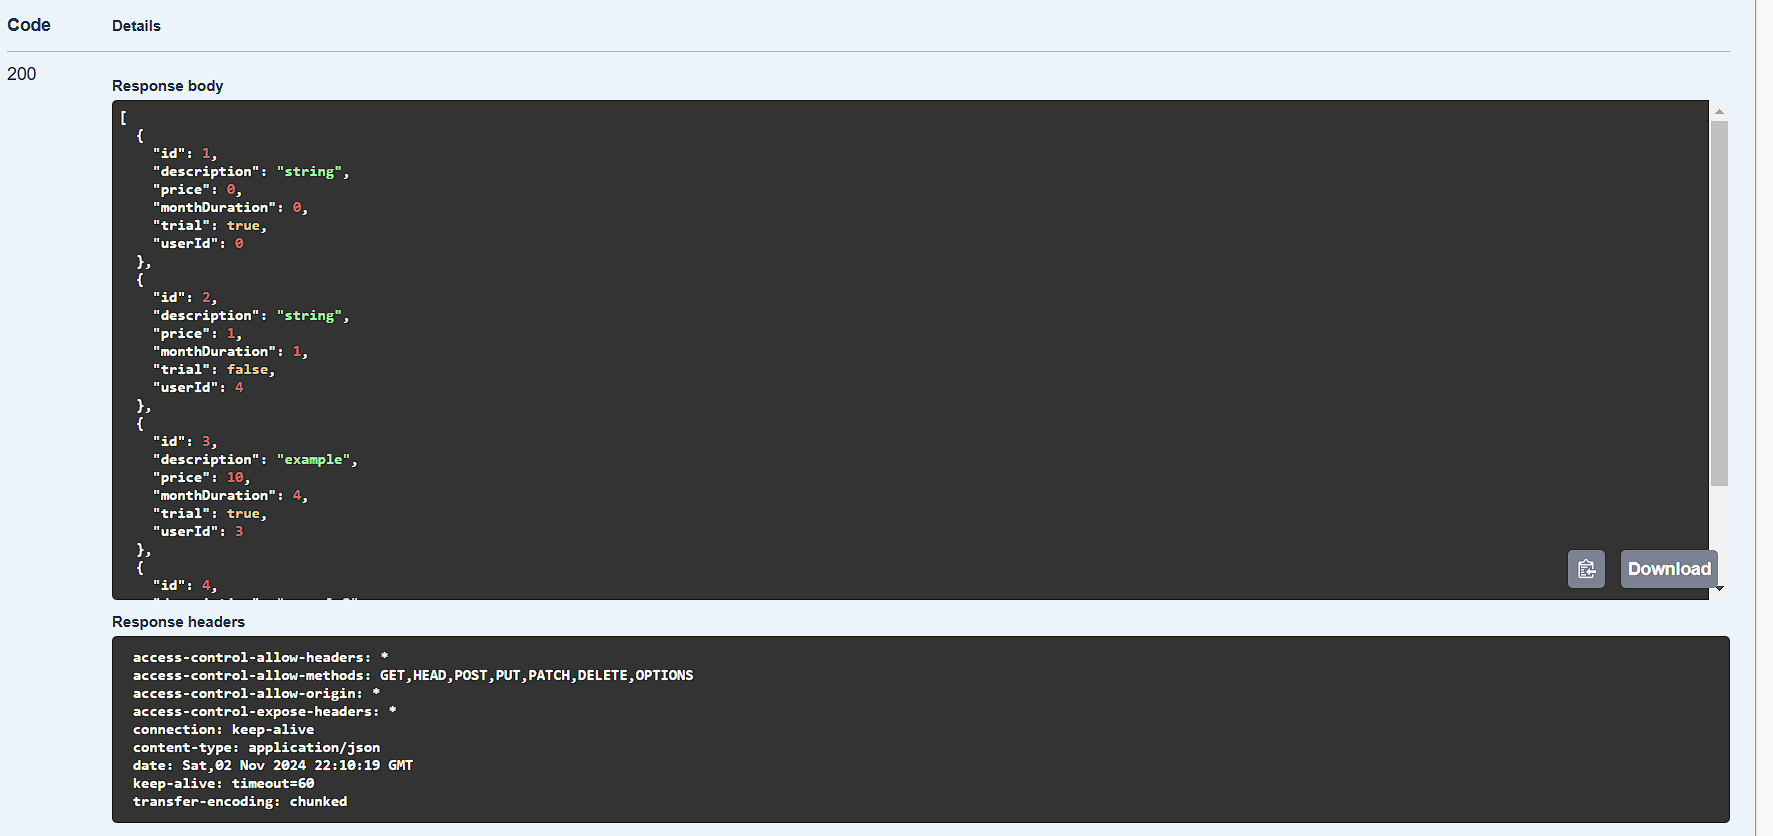 Code Details
200
Response body
[
  {
    "id": 1,
    "description": "string",
    "price": 0,
    "monthDuration": 0,
    "trial": true,
    "userId": 0
  },
  {
    "id": 2,
    "description": "string",
    "price": 1,
    "monthDuration": 1,
    "trial": false,
    "userId": 4
  },
  {
    "id": 3,
    "description": "example",
    "price": 10,
    "monthDuration": 4,
    "trial": true,
    "userId": 3
  },
  {
    "id": 4,
Download
Response headers
access-control-allow-headers: *
access-control-allow-methods: GET,HEAD,POST,PUT,PATCH,DELETE,OPTIONS
access-control-allow-origin: *
access-control-expose-headers: *
connection: keep-alive
content-type: application/json
date: Sat,02 Nov 2024 22:10:19 GMT
keep-alive: timeout=60
transfer-encoding: chunked